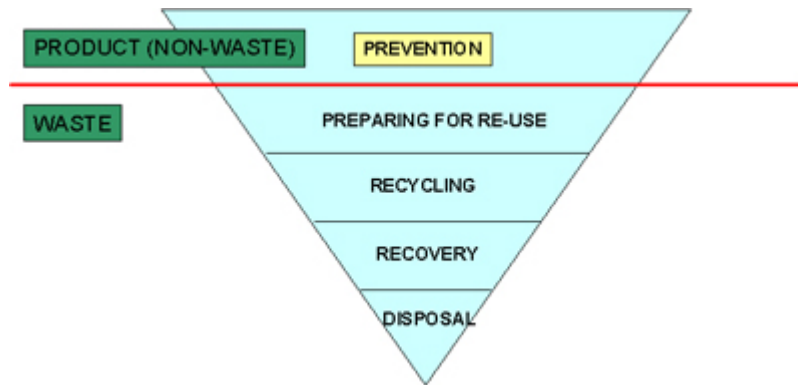 PRODUCT (NON-WASTE)
PREVENTION
WASTE
PREPARING FOR RE-USE
RECYCLING
RECOVERY
DISPOSAL